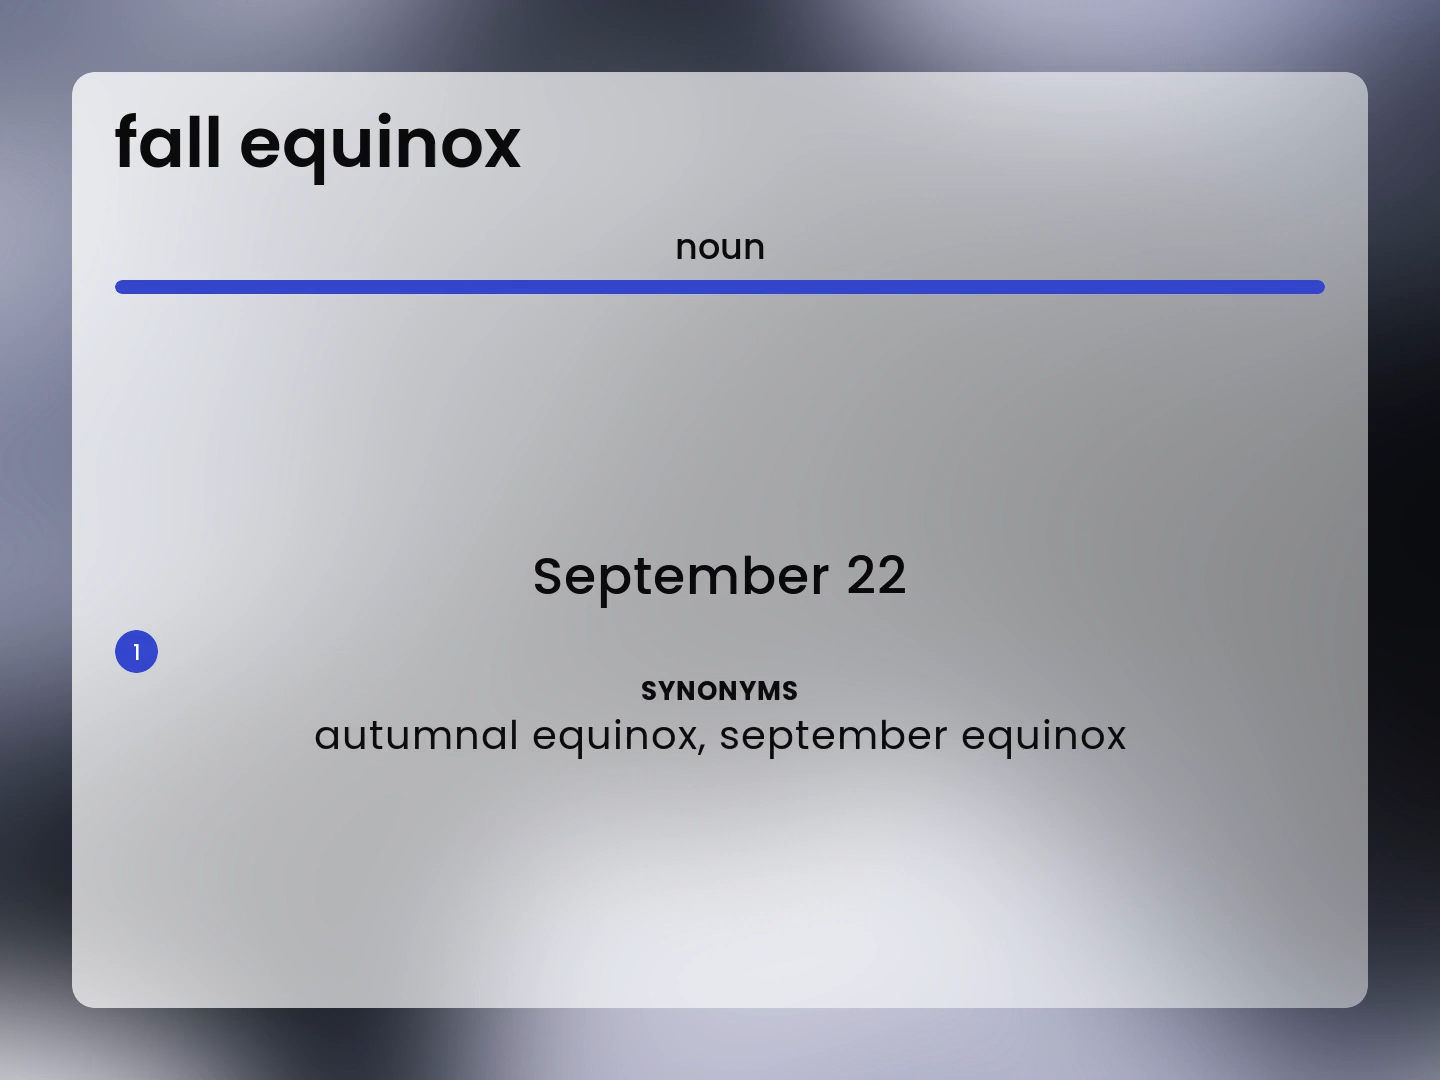 fall equinox
noun
September 22
1
SYNONYMS
autumnal equinox, september equinox